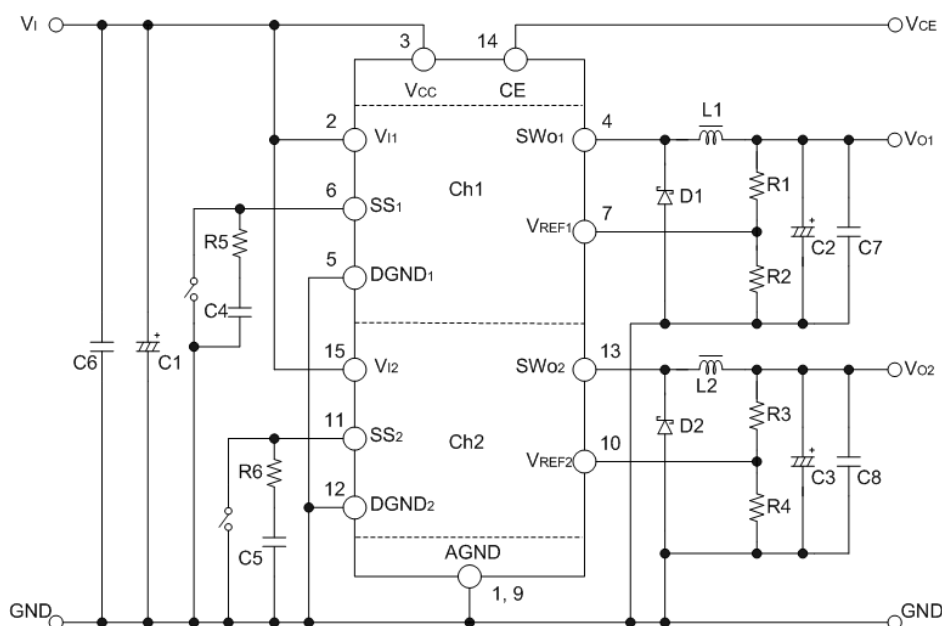 VI 3 14 VCE
VCC CE
2 VI1 SWO1 4 L1 VO1
6 SS1 Ch1 D1 R1
R5 VREF1 7 C2 C7
5 DGND1 R2
C4
C6 C1 15 VI2 SWO2 13 L2 VO2
11 SS2 Ch2 D2 R3
R6 VREF2 10 C3 C8
12 DGND2 R4
C5 AGND
1, 9
GND GND